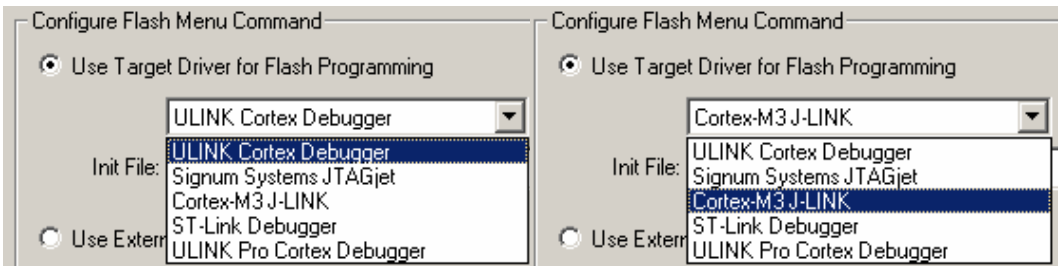 Configure Flash Menu Command
Use Target Driver for Flash Programming
ULINK Cortex Debugger
ULINK Cortex Debugger
Init File:
Signum Systems JTAGjet
Cortex-M3 J-LINK
ST-Link Debugger
Use Extern
ULINK Pro Cortex Debugger
Configure Flash Menu Command
Use Target Driver for Flash Programming
Cortex-M3 J-LINK
ULINK Cortex Debugger
Init File:
Signum Systems JTAGjet
Cortex-M3 J-LINK
ST-Link Debugger
Use Extern
ULINK Pro Cortex Debugger